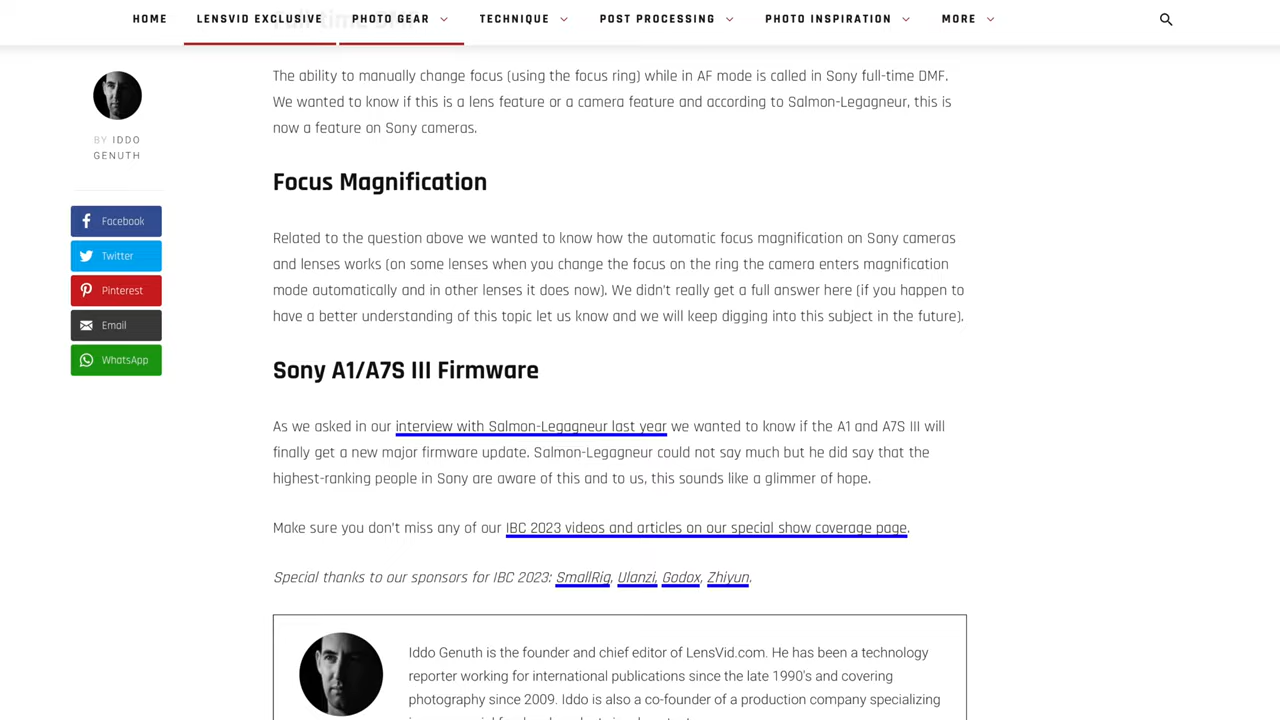 HOME LENSVID EXCLUSIVE PHOTO GEAR TECHNIQUE POST PROCESSING PHOTO INSPIRATION MORE
The ability to manually change focus (using the focus ring) while in AF mode is called in Sony full-time DMF.
We wanted to know if this is a lens feature or a camera feature and according to Salmon-Legagneur, this is
now a feature on Sony cameras.
BY IDDO
GENUTH
Facebook
Twitter
Pinterest
Email
WhatsApp
Focus Magnification
Related to the question above we wanted to know how the automatic focus magnification on Sony cameras
and lenses works (on some lenses when you change the focus on the ring the camera enters magnification
mode automatically and in other lenses it does now). We didn't really get a full answer here (if you happen to
have a better understanding of this topic let us know and we will keep digging into this subject in the future).
Sony A1/A7S III Firmware
As we asked in our interview with Salmon-Legagneur last year we wanted to know if the A1 and A7S III will
finally get a new major firmware update. Salmon-Legagneur could not say much but he did say that the
highest-ranking people in Sony are aware of this and to us, this sounds like a glimmer of hope.
Make sure you don't miss any of our IBC 2023 videos and articles on our special show coverage page.
Special thanks to our sponsors for IBC 2023: SmallRig, Ulanzi, Godox, Zhiyun.
Iddo Genuth is the founder and chief editor of LensVid.com. He has been a technology
reporter working for international publications since the late 1990's and covering
photography since 2009. Iddo is also a co-founder of a production company specializing